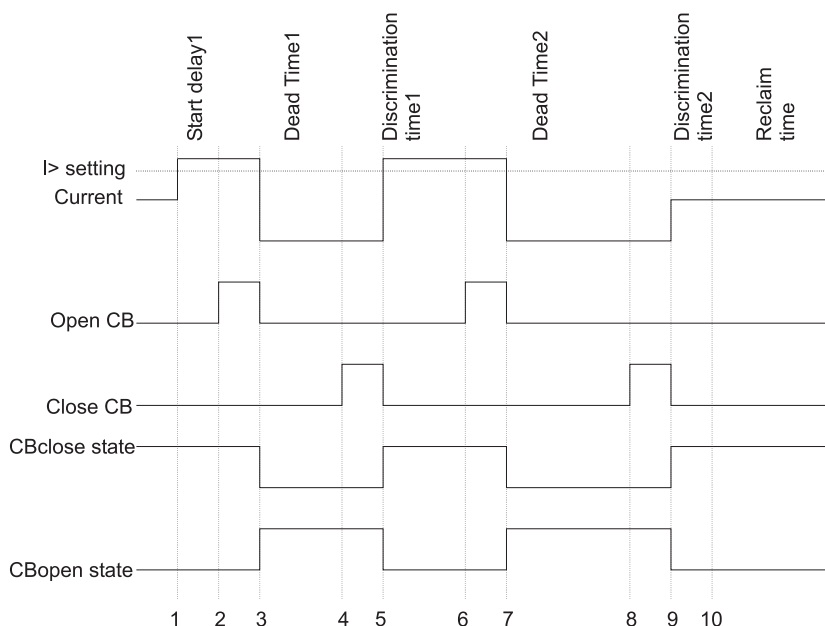 Start delay1
Dead Time1
Discrimination
time1
Dead Time2
Discrimination
time2
Reclaim
time
I> setting
Current
Open CB
Close CB
CBclose state
CBopen state
1 2 3 4 5 6 7 8 9 10